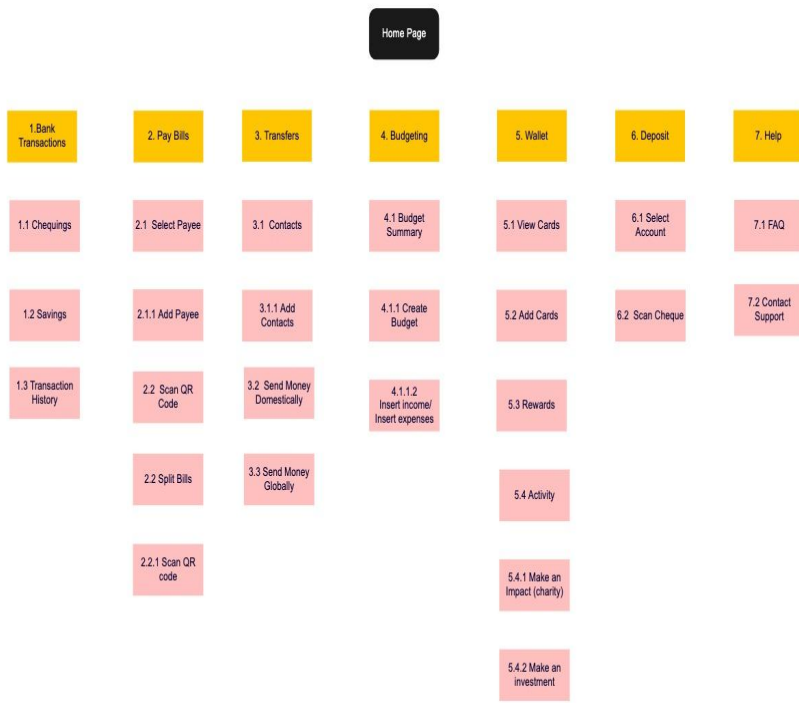 Home Page
1.Bank
Transactions
2. Pay Bills
3. Transfers
4. Budgeting
5. Wallet
6. Deposit
7. Help
1.1 Chequings
2.1 Select Payee
3.1 Contacts
4.1 Budget
Summary
5.1 View Cards
6.1 Select
Account
7.1 FAQ
1.2 Savings
2.1.1 Add Payee
3.1.1 Add
Contacts
4.1.1 Create
Budget
5.2 Add Cards
6.2 Scan Cheque
7.2 Contact
Support
1.3 Transaction
History
2.2 Scan QR
Code
3.2 Send Money
Domestically
4.1.1.2
Insert income/
Insert expenses
5.3 Rewards
2.2 Split Bills
3.3 Send Money
Globally
5.4 Activity
2.2.1 Scan QR
code
5.4.1 Make an
Impact (charity)
5.4.2 Make an
investment